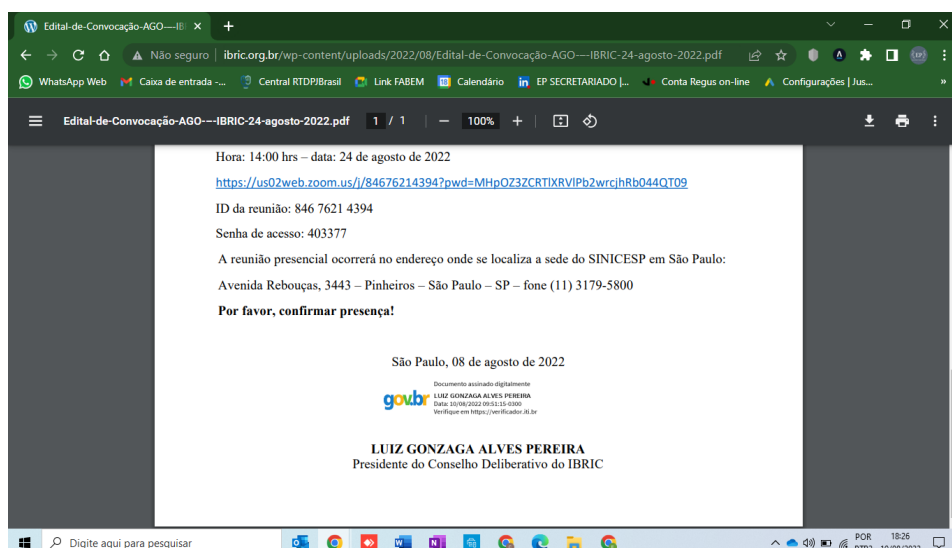 Edital-de-Convocação-AGO-—-IB
Não seguro | ibric.org.br/wp-content/uploads/2022/08/Edital-de-Convocação-AGO-—-IBRIC-24-agosto-2022.pdf
WhatsApp Web Caixa de entrada -... Central RTDPJBrasil Link FABEM Calendário EP SECRETARIADO |... Conta Regus on-line Configurações | Jus... »
Edital-de-Convocação-AGO---IBRIC-24-agosto-2022.pdf 1 / 1 100%
Hora: 14:00 hrs – data: 24 de agosto de 2022
https://us02web.zoom.us/j/84676214394?pwd=MHpOZ3ZCRTlXRVlPb2wrcjhRb044QT09
ID da reunião: 846 7621 4394
Senha de acesso: 403377
A reunião presencial ocorrerá no endereço onde se localiza a sede do SINICESP em São Paulo:
Avenida Rebouças, 3443 – Pinheiros – São Paulo – SP – fone (11) 3179-5800
Por favor, confirmar presença!
São Paulo, 08 de agosto de 2022
gov.br
Documento assinado digitalmente
LUIZ GONZAGA ALVES PEREIRA
Data: 10/08/2022 09:51:15-0300
Verifique em https://verificador.iti.br
LUIZ GONZAGA ALVES PEREIRA
Presidente do Conselho Deliberativo do IBRIC
Digite aqui para pesquisar
POR 18:26